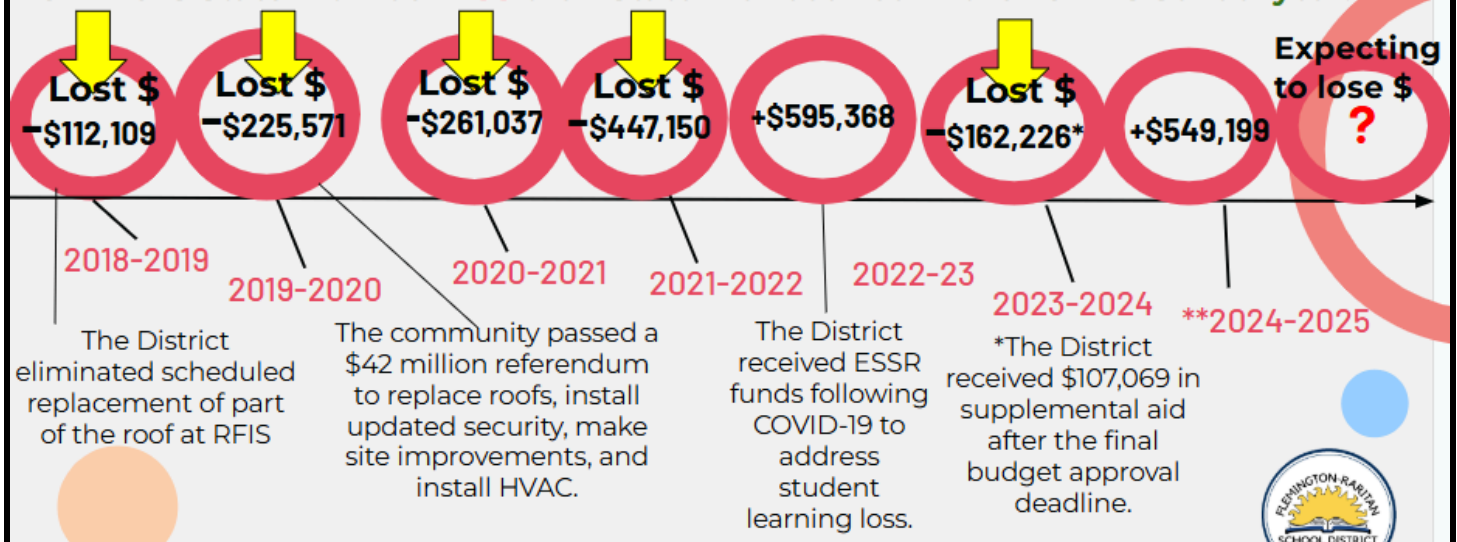 Lost $
-$112,109
Lost $
-$225,571
Lost $
-$261,037
Lost $
-$447,150
+$595,368
Lost $
-$162,226*
+$549,199
Expecting
to lose $
?
2018-2019
2019-2020
2020-2021
2021-2022
2022-23
2023-2024
**2024-2025
The District
eliminated scheduled
replacement of part
of the roof at RFIS
The community passed a
$42 million referendum
to replace roofs, install
updated security, make
site improvements, and
install HVAC.
The District
received ESSR
funds following
COVID-19 to
address
student
learning loss.
*The District
received $107,069 in
supplemental aid
after the final
budget approval
deadline.
FLEMINGTON-RARITAN
SCHOOL DISTRICT